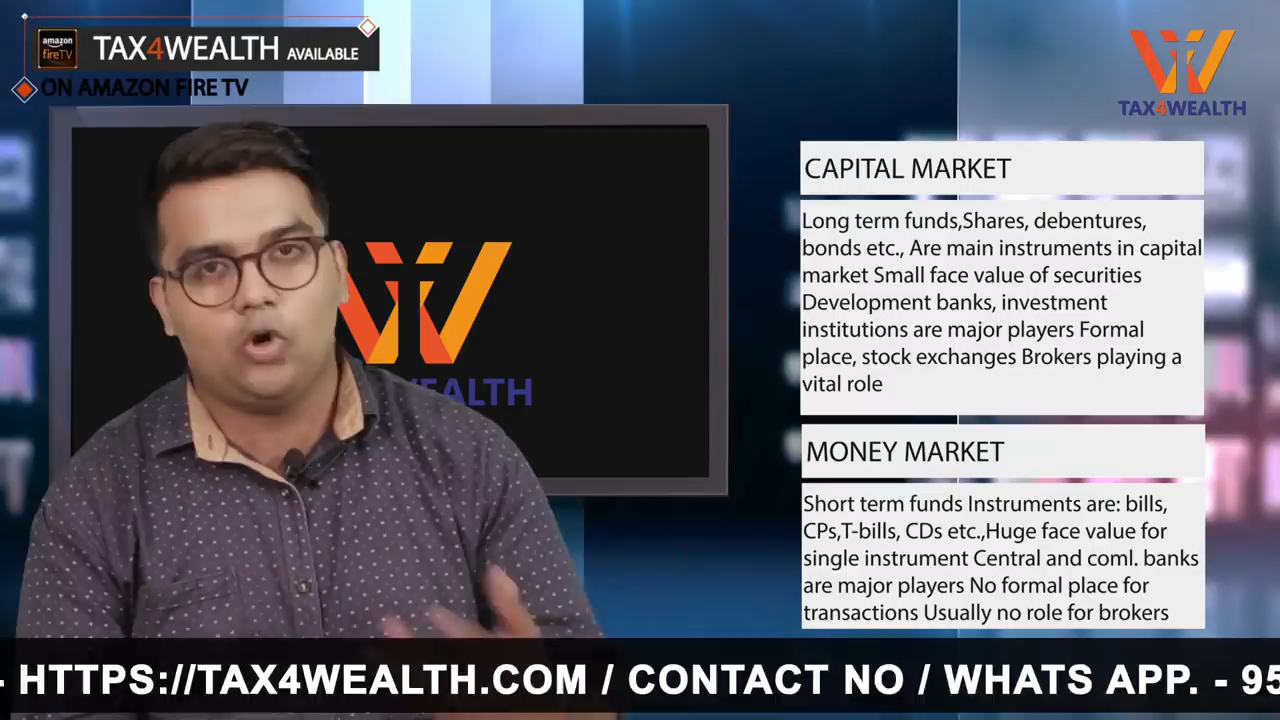 amazon
fireTV
TAX4WEALTH AVAILABLE
ON AMAZON FIRE TV
TAX4WEALTH
CAPITAL MARKET
Long term funds,Shares, debentures,
bonds etc., Are main instruments in capital
market Small face value of securities
Development banks, investment
institutions are major players Formal
place, stock exchanges Brokers playing a
vital role
MONEY MARKET
Short term funds Instruments are: bills,
CPs,T-bills, CDs etc.,Huge face value for
single instrument Central and coml. banks
are major players No formal place for
transactions Usually no role for brokers
EALTH
- HTTPS://TAX4WEALTH.COM / CONTACT NO / WHATS APP. - 95